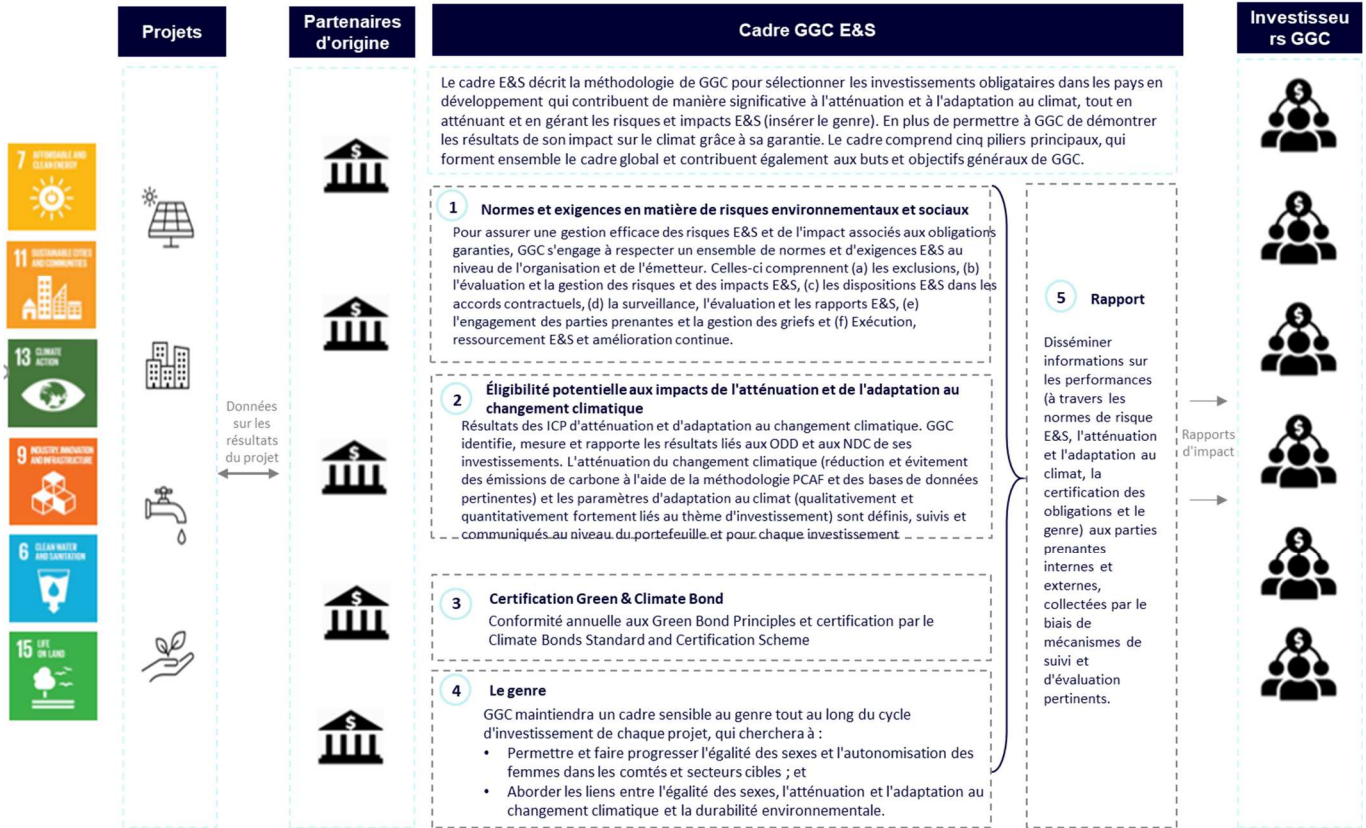 Projets
Partenaires
d'origine
Cadre GGC E&S
Investisseu
rs GGC
Le cadre E&S décrit la méthodologie de GGC pour sélectionner les investissements obligataires dans les pays en
développement qui contribuent de manière significative à l'atténuation et à l'adaptation au climat, tout en
atténuant et en gérant les risques et impacts E&S (insérer le genre). En plus de permettre à GGC de démontrer
les résultats de son impact sur le climat grâce à sa garantie. Le cadre comprend cinq piliers principaux, qui
forment ensemble le cadre global et contribuent également aux buts et objectifs généraux de GGC.
7 AFFORDABLE AND
CLEAN ENERGY
11 SUSTAINABLE CITIES
AND COMMUNITIES
13 CLIMATE
ACTION
9 INDUSTRY, INNOVATION
AND INFRASTRUCTURE
6 CLEAN WATER
AND SANITATION
15 LIFE
ON LAND
Données
sur les
résultats
du projet
1 Normes et exigences en matière de risques environnementaux et sociaux
Pour assurer une gestion efficace des risques E&S et de l'impact associés aux obligations
garanties, GGC s'engage à respecter un ensemble de normes et d'exigences E&S au
niveau de l'organisation et de l'émetteur. Celles-ci comprennent (a) les exclusions, (b)
l'évaluation et la gestion des risques et des impacts E&S, (c) les dispositions E&S dans les
accords contractuels, (d) la surveillance, l'évaluation et les rapports E&S, (e)
l'engagement des parties prenantes et la gestion des griefs et (f) Exécution,
ressourcement E&S et amélioration continue.
2 Éligibilité potentielle aux impacts de l'atténuation et de l'adaptation au
changement climatique
Résultats des ICP d'atténuation et d'adaptation au changement climatique. GGC
identifie, mesure et rapporte les résultats liés aux ODD et aux NDC de ses
investissements. L'atténuation du changement climatique (réduction et évitement
des émissions de carbone à l'aide de la méthodologie PCAF et des bases de données
pertinentes) et les paramètres d'adaptation au climat (qualitativement et
quantitativement fortement liés au thème d'investissement) sont définis, suivis et
communiqués au niveau du portefeuille et pour chaque investissement
3 Certification Green & Climate Bond
Conformité annuelle aux Green Bond Principles et certification par le
Climate Bonds Standard and Certification Scheme
4 Le genre
GGC maintiendra un cadre sensible au genre tout au long du cycle
d'investissement de chaque projet, qui cherchera à :
• Permettre et faire progresser l'égalité des sexes et l'autonomisation des
femmes dans les comtés et secteurs cibles ; et
• Aborder les liens entre l'égalité des sexes, l'atténuation et l'adaptation au
changement climatique et la durabilité environnementale.
5 Rapport
Disséminer
informations sur
les performances
(à travers les
normes de risque
E&S, l'atténuation
et l'adaptation au
climat, la
certification des
obligations et le
genre) aux parties
prenantes
internes et
externes,
collectées par le
biais de
mécanismes de
suivi et
d'évaluation
pertinents.
Rapports
d'impact